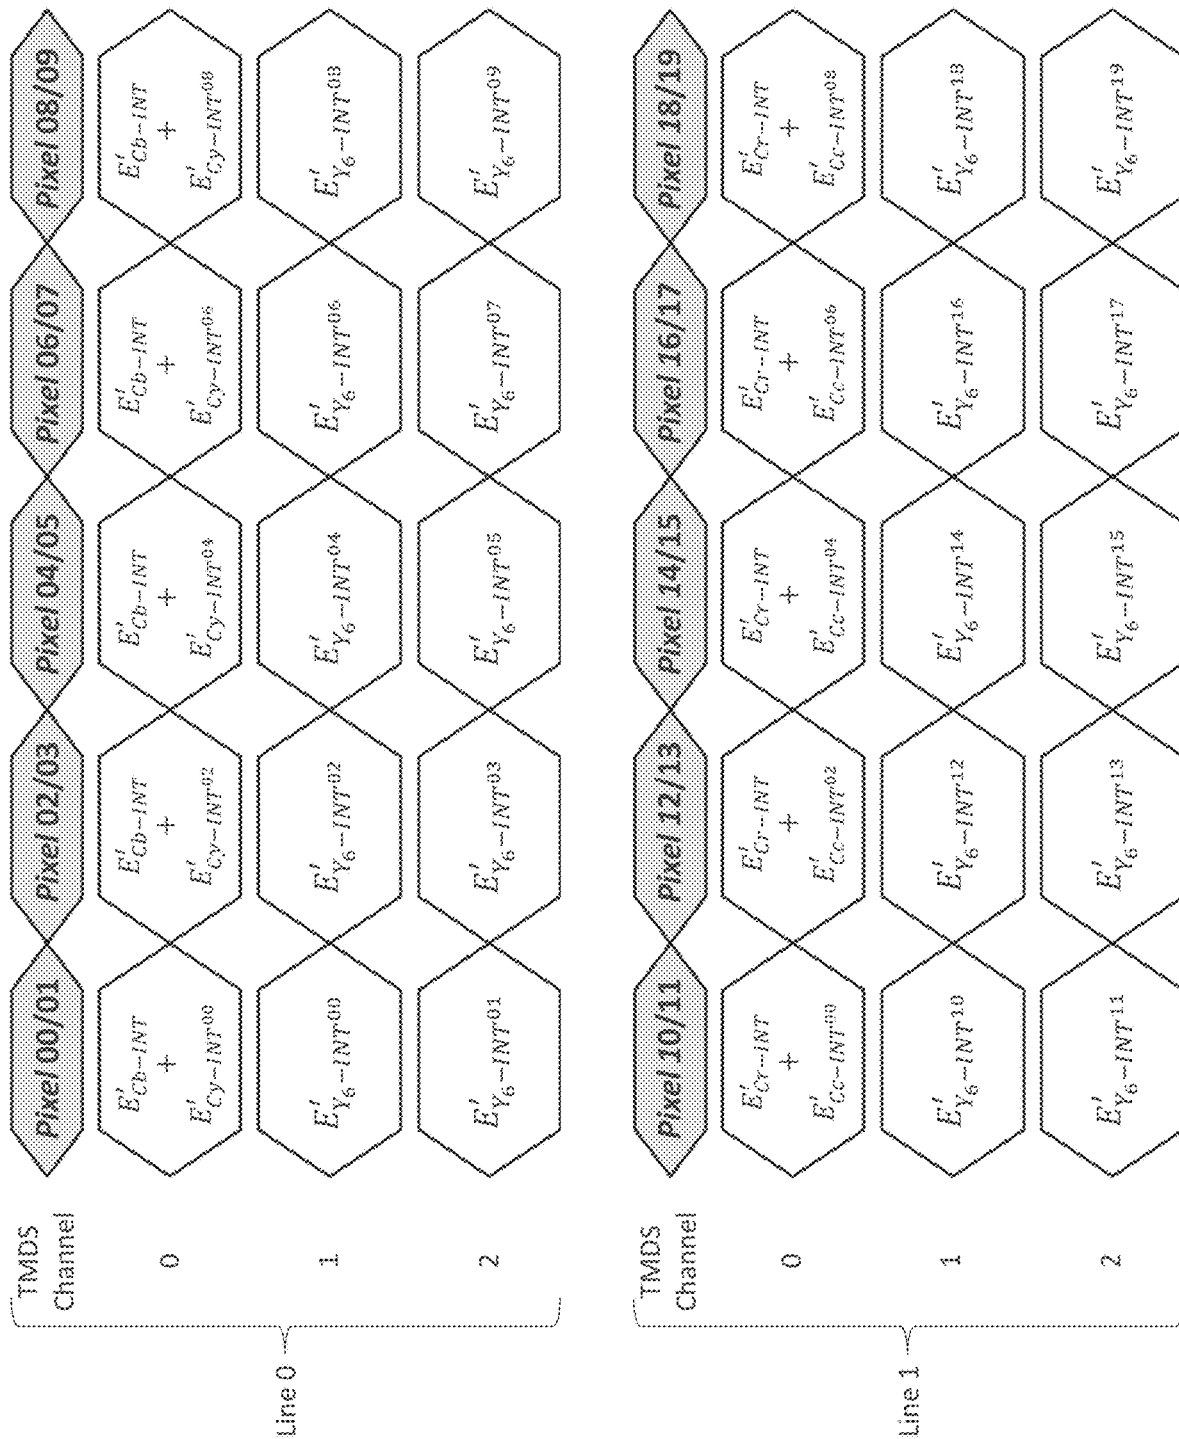 Line 0
TMDS Channel
Pixel 00/01
Pixel 02/03
Pixel 04/05
Pixel 06/07
Pixel 08/09
0
E′Cb−INT + E′Cy−INT00
E′Cb−INT + E′Cy−INT02
E′Cb−INT + E′Cy−INT04
E′Cb−INT + E′Cy−INT06
E′Cb−INT + E′Cy−INT08
1
E′Y6−INT00
E′Y6−INT02
E′Y6−INT04
E′Y6−INT06
E′Y6−INT08
2
E′Y6−INT01
E′Y6−INT03
E′Y6−INT05
E′Y6−INT07
E′Y6−INT09
Line 1
TMDS Channel
Pixel 10/11
Pixel 12/13
Pixel 14/15
Pixel 16/17
Pixel 18/19
0
E′Cr−INT + E′Cc−INT00
E′Cr−INT + E′Cc−INT02
E′Cr−INT + E′Cc−INT04
E′Cr−INT + E′Cc−INT06
E′Cr−INT + E′Cc−INT08
1
E′Y6−INT10
E′Y6−INT12
E′Y6−INT14
E′Y6−INT16
E′Y6−INT18
2
E′Y6−INT11
E′Y6−INT13
E′Y6−INT15
E′Y6−INT17
E′Y6−INT19